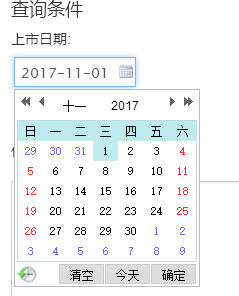 查询条件
上市日期:
2017-11-01
十一 2017
日 一 二 三 四 五 六
29 30 31 1 2 3 4
5 6 7 8 9 10 11
12 13 14 15 16 17 18
19 20 21 22 23 24 25
26 27 28 29 30 1 2
3 4 5 6 7 8 9
清空 今天 确定